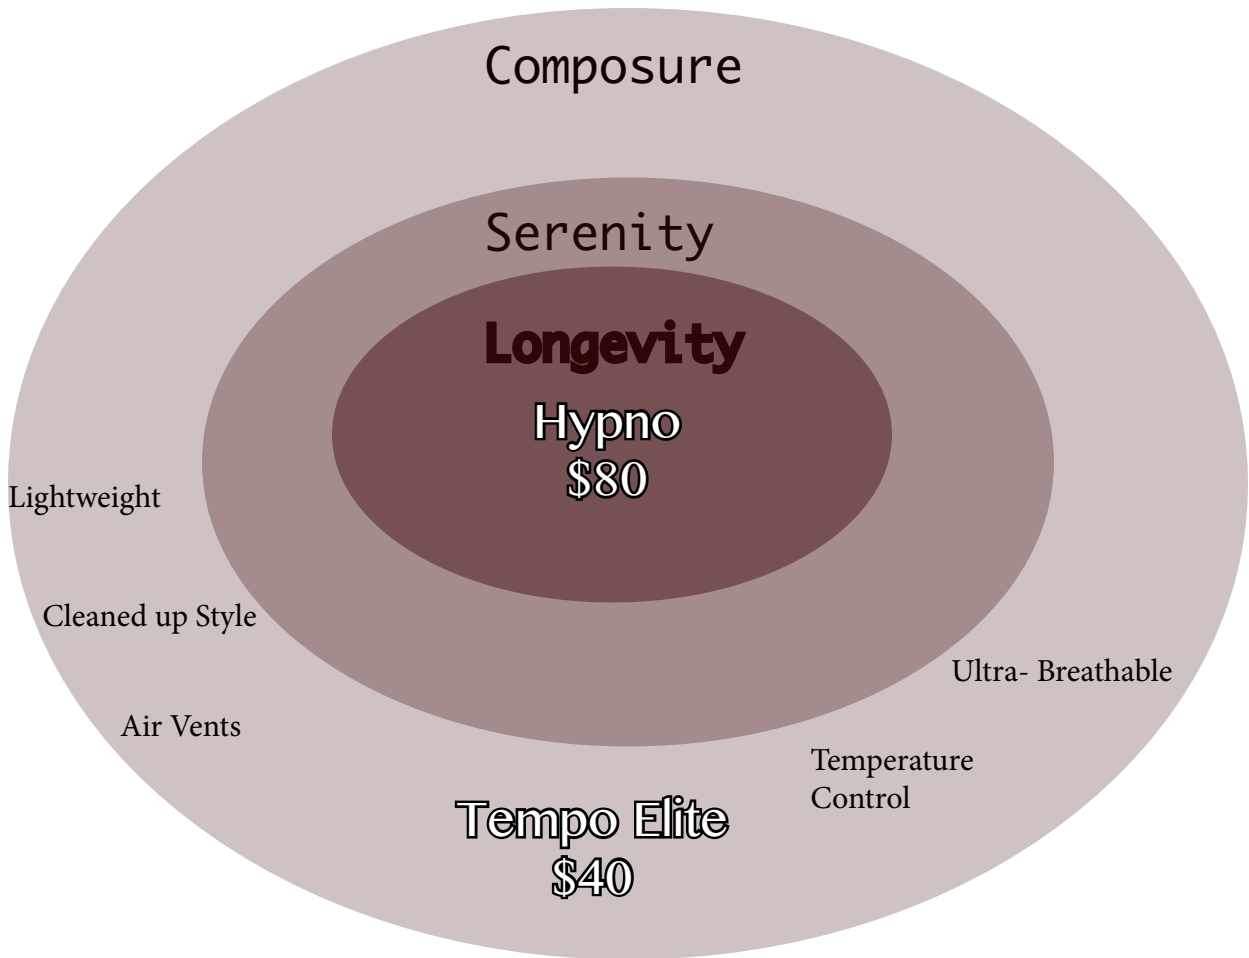 Composure
Serenity
Longevity
Hypno
$80
Lightweight
Cleaned up Style
Ultra- Breathable
Air Vents
Temperature
Control
Tempo Elite
$40